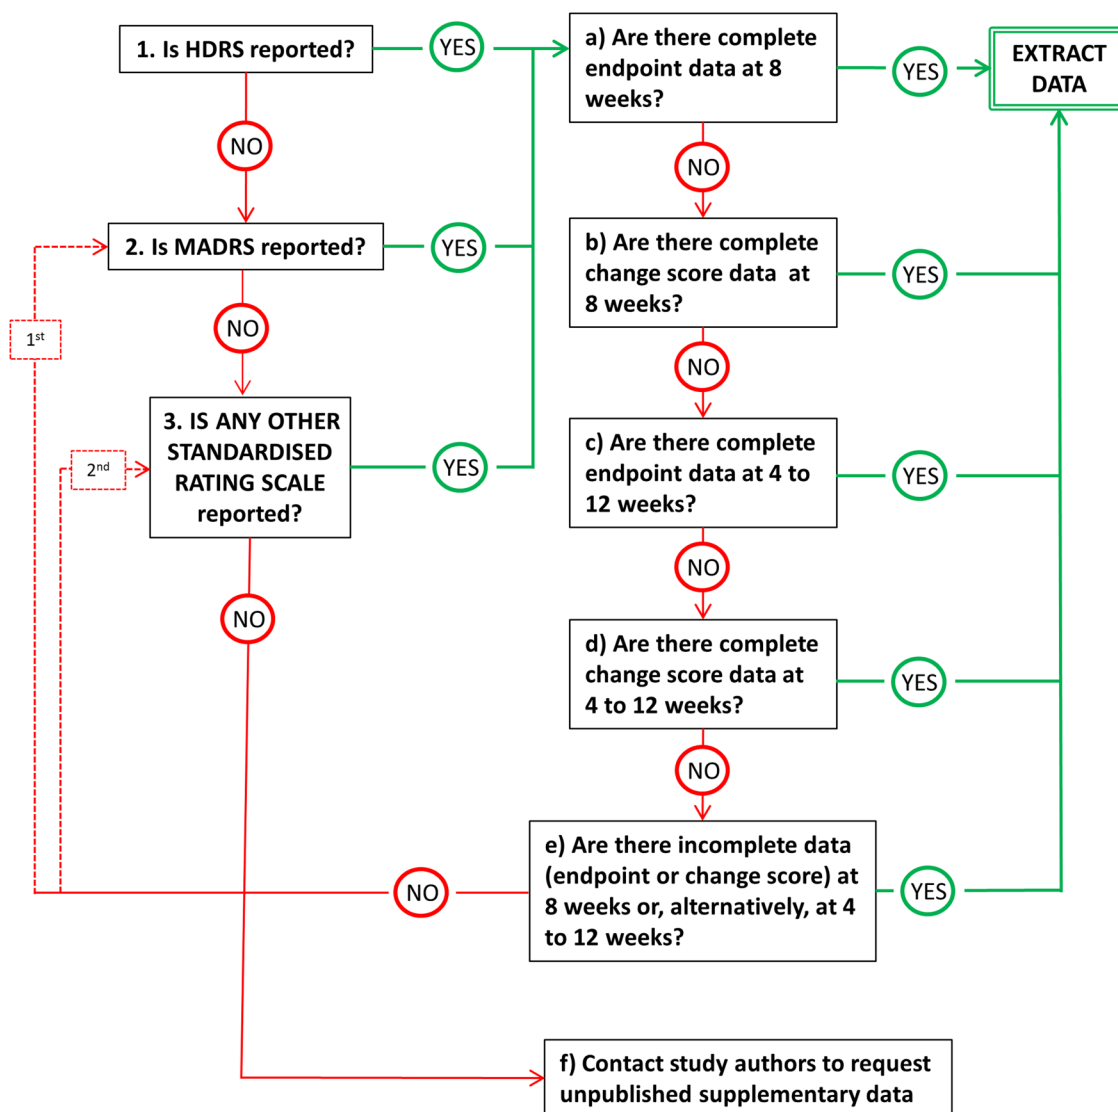 1. Is HDRS reported?
YES
a) Are there complete
endpoint data at 8
weeks?
YES
EXTRACT
DATA
NO
NO
2. Is MADRS reported?
YES
b) Are there complete
change score data  at
8 weeks?
YES
1st
NO
NO
3. IS ANY OTHER
STANDARDISED
RATING SCALE
reported?
2nd
YES
c) Are there complete
endpoint data at 4 to
12 weeks?
YES
NO
NO
d) Are there complete
change score data at
4 to 12 weeks?
YES
NO
e) Are there incomplete data
(endpoint or change score) at
8 weeks or, alternatively, at 4
to 12 weeks?
NO
YES
f) Contact study authors to request
unpublished supplementary data